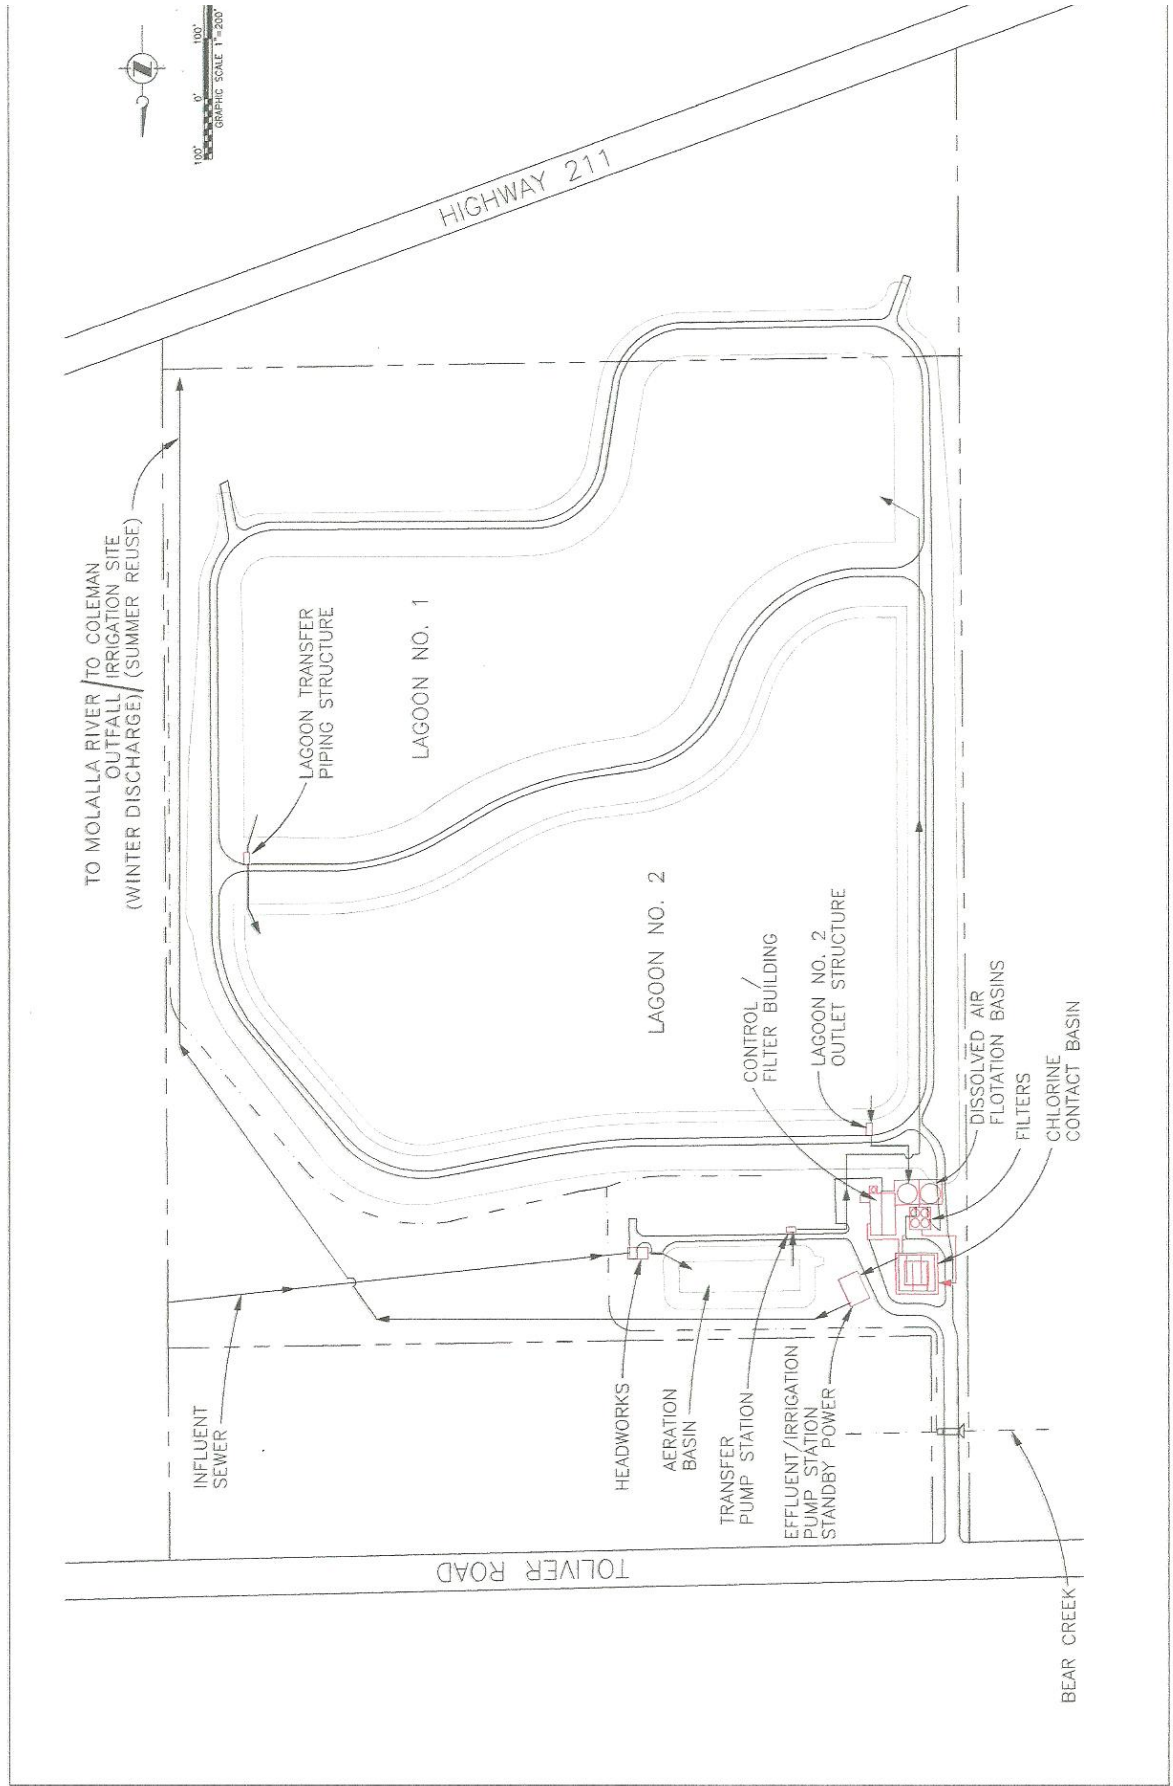 Z
100' 0' 100'
GRAPHIC SCALE 1"=200'
HIGHWAY 211
TO MOLALLA RIVER/TO COLEMAN
OUTFALL/IRRIGATION SITE
(WINTER DISCHARGE)/(SUMMER REUSE)
LAGOON TRANSFER
PIPING STRUCTURE
LAGOON NO. 1
LAGOON NO. 2
CONTROL /
FILTER BUILDING
LAGOON NO. 2
OUTLET STRUCTURE
DISSOLVED AIR
FLOTATION BASINS
FILTERS
CHLORINE
CONTACT BASIN
INFLUENT
SEWER
HEADWORKS
AERATION
BASIN
TRANSFER
PUMP STATION
EFFLUENT/IRRIGATION
PUMP STATION
STANDBY POWER
TOLIVER ROAD
BEAR CREEK